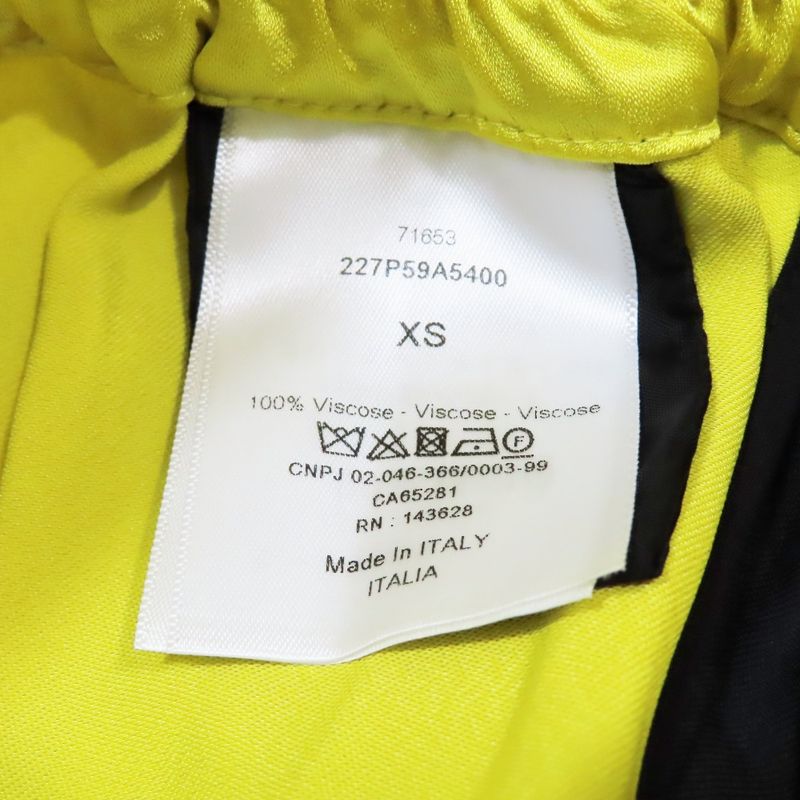 71653
227P59A5400
XS
100% Viscose - Viscose - Viscose
F
CNPJ 02-046-366/0003-99
CA65281
RN : 143628
Made In ITALY
ITALIA